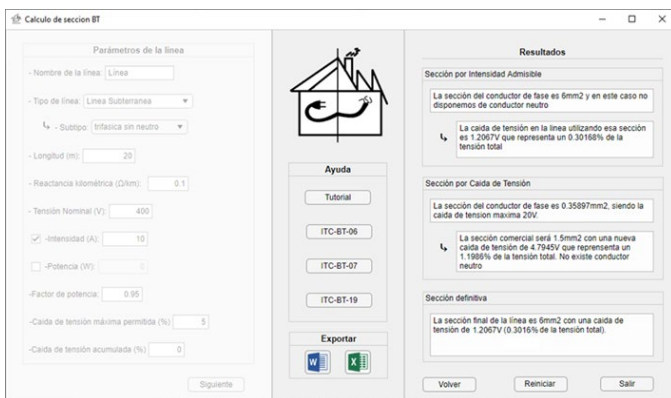 Calculo de seccion BT
Parámetros de la línea
- Nombre de la línea: Línea
- Tipo de línea: Linea Subterranea
- Subtipo: trifasica sin neutro
- Longitud (m): 20
- Reactancia kilométrica (Ω/km): 0.1
- Tensión Nominal (V): 400
-Intensidad (A): 10
-Potencia (W): 0
-Factor de potencia: 0.95
-Caida de tensión máxima permitida (%) 5
-Caida de tensión acumulada (%) 0
Siguiente
Ayuda
Tutorial
ITC-BT-06
ITC-BT-07
ITC-BT-19
Exportar
W
X
Resultados
Sección por Intensidad Admisible
La sección del conductor de fase es 6mm2 y en este caso no
disponemos de conductor neutro
La caida de tensión en la linea utilizando esa sección
es 1.2067V que representa un 0.30168% de la
tensión total
Sección por Caida de Tensión
La sección del conductor de fase es 0.35897mm2, siendo la
caida de tension maxima 20V.
La sección comercial será 1.5mm2 con una nueva
caida de tensión de 4.7945V que reprensenta un
1.1986% de la tensión total. No existe conductor
neutro
Sección definitiva
La sección final de la línea es 6mm2 con una caida de
tensión de 1.2067V (0.3016% de la tensión total).
Volver
Reiniciar
Salir